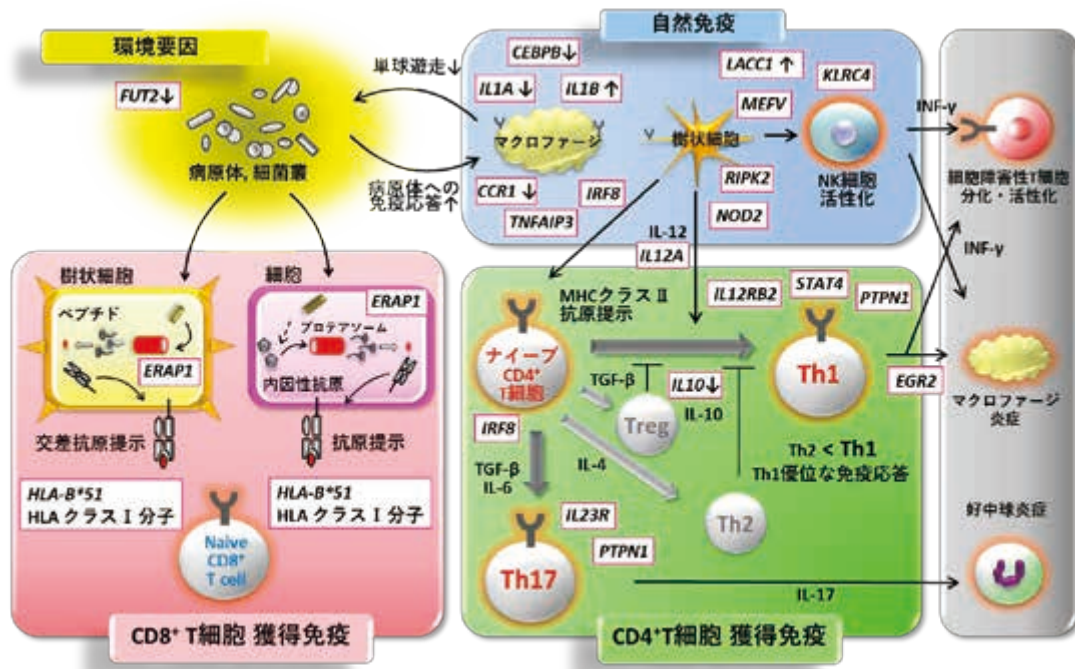 環境要因
FUT2↓
病原体, 細菌叢
単球遊走↓
病原体への
免疫応答↑
自然免疫
CEBPB↓
IL1A↓
IL1B↑
マクロファージ
CCR1↓
IRF8
TNFAIP3
樹状細胞
LACC1↑
MEFV
KLRC4
RIPK2
NOD2
NK細胞
活性化
IL-12
IL12A
INF-γ
細胞障害性T細胞
分化・活性化
INF-γ
マクロファージ
炎症
好中球炎症
樹状細胞
ペプチド
ERAP1
交差抗原提示
HLA-B*51
HLA クラス I 分子
細胞
ERAP1
プロテアソーム
内因性抗原
抗原提示
HLA-B*51
HLA クラス I 分子
Naive
CD8⁺
T cell
CD8⁺ T細胞 獲得免疫
MHCクラス II
抗原提示
IL12RB2
STAT4
PTPN1
ナイーブ
CD4⁺
T細胞
Th1
EGR2
TGF-β
IL10↓
IL-10
Treg
IRF8
TGF-β
IL-6
IL-4
Th2 < Th1
Th1優位な免疫応答
Th2
IL23R
PTPN1
Th17
IL-17
CD4⁺T細胞 獲得免疫